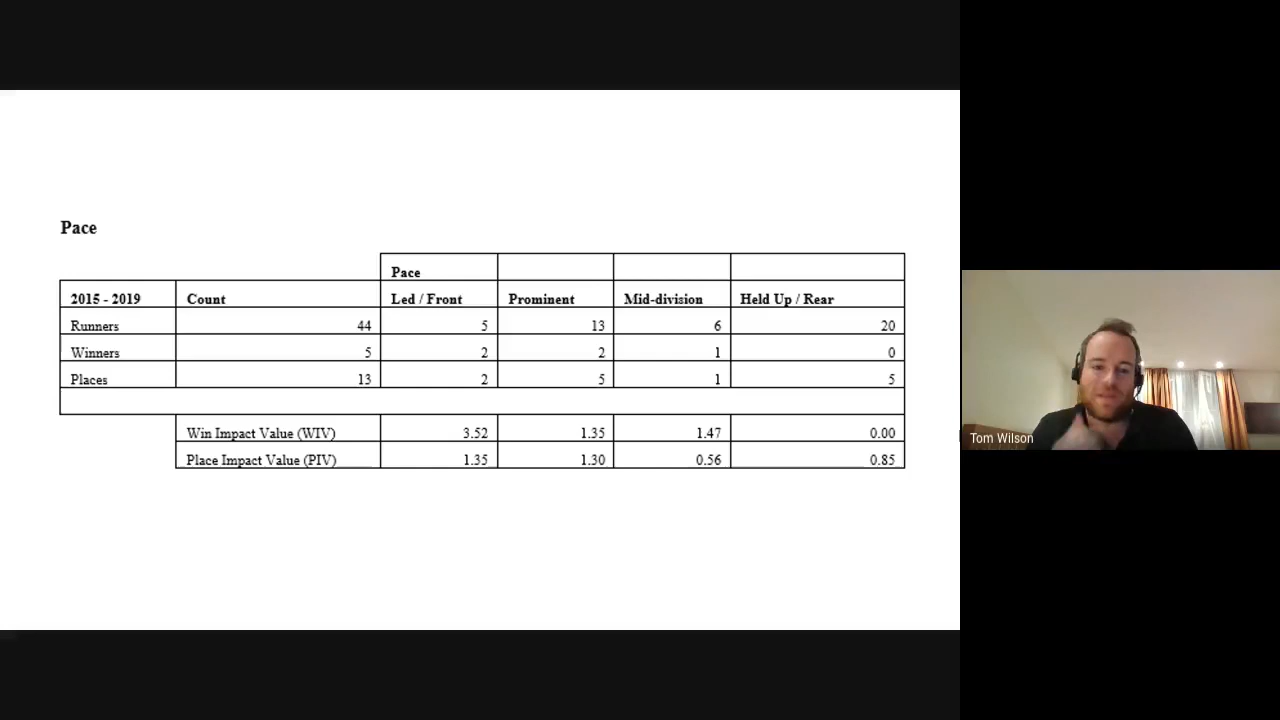 Pace
Pace
2015 - 2019 Count Led / Front Prominent Mid-division Held Up / Rear
Runners 44 5 13 6 20
Winners 5 2 2 1 0
Places 13 2 5 1 5
Win Impact Value (WIV) 3.52 1.35 1.47 0.00
Place Impact Value (PIV) 1.35 1.30 0.56 0.85
Tom Wilson